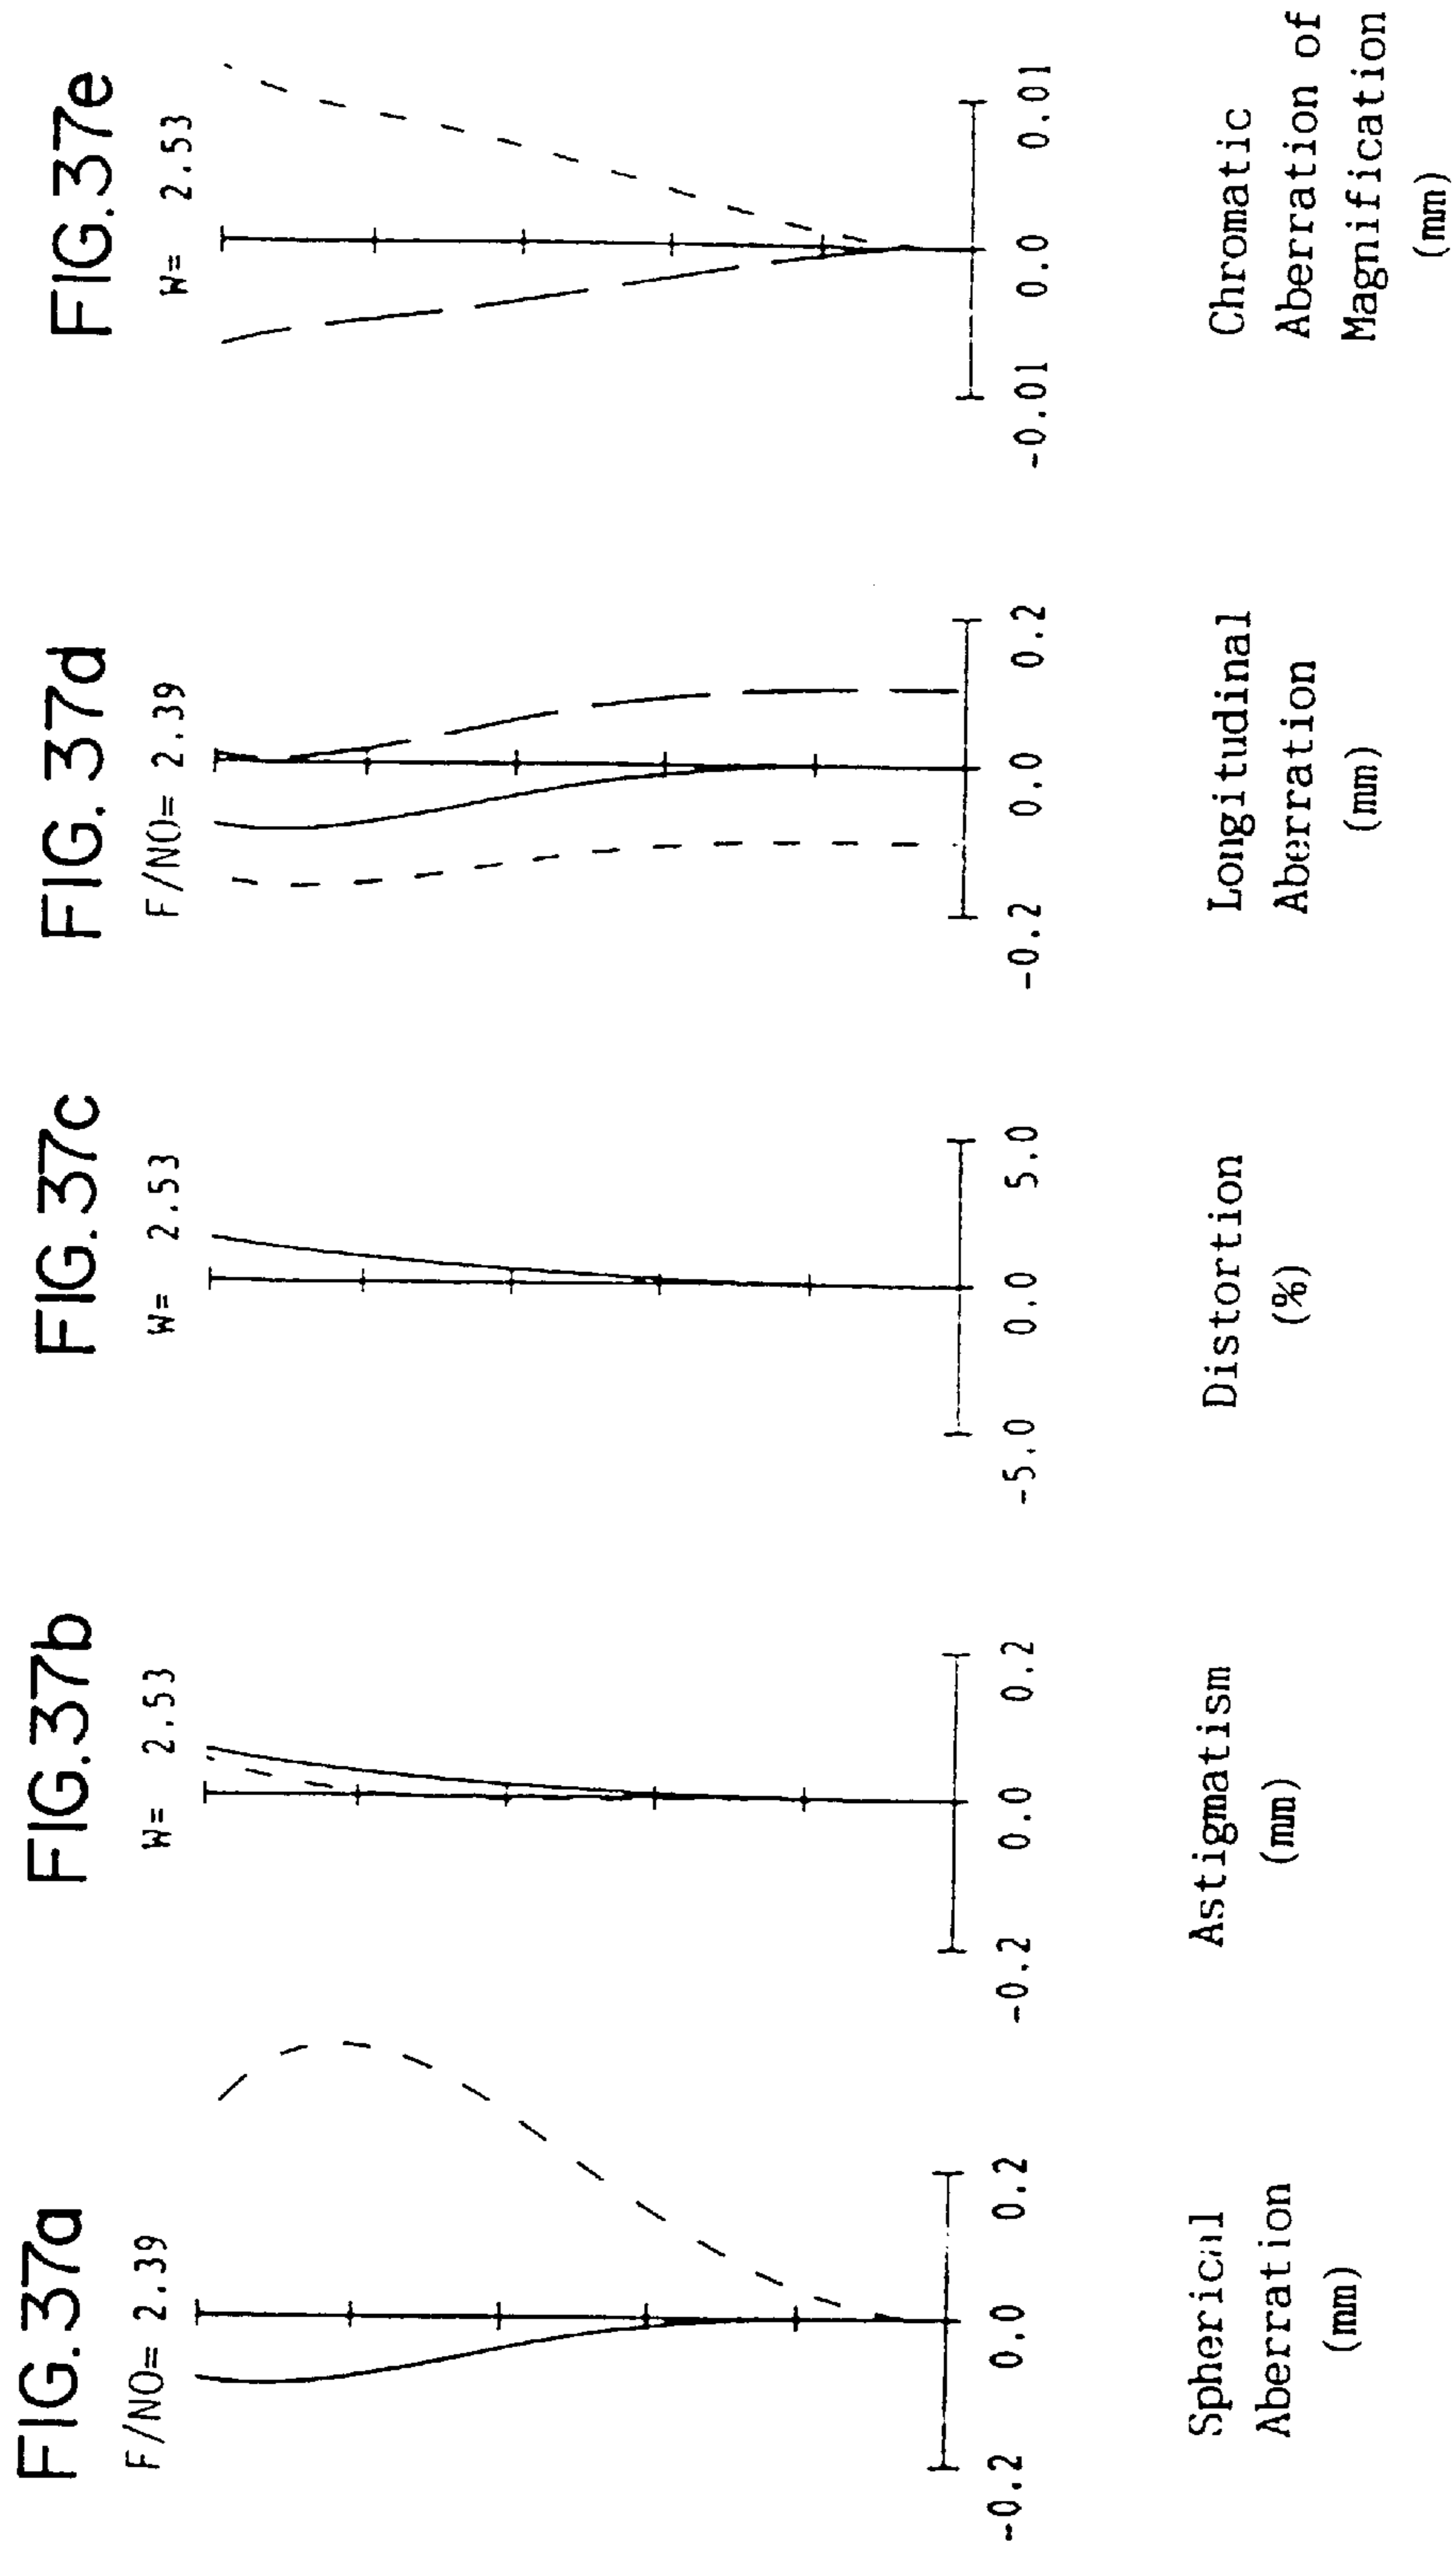 FIG.37a
F/NO= 2.39
-0.2 0.0 0.2
Spherical
Aberration
(mm)
FIG.37b
W= 2.53
-0.2 0.0 0.2
Astigmatism
(mm)
FIG.37c
W= 2.53
-5.0 0.0 5.0
Distortion
(%)
FIG. 37d
F/NO= 2.39
-0.2 0.0 0.2
Longitudinal
Aberration
(mm)
FIG.37e
W= 2.53
-0.01 0.0 0.01
Chromatic
Aberration of
Magnification
(mm)